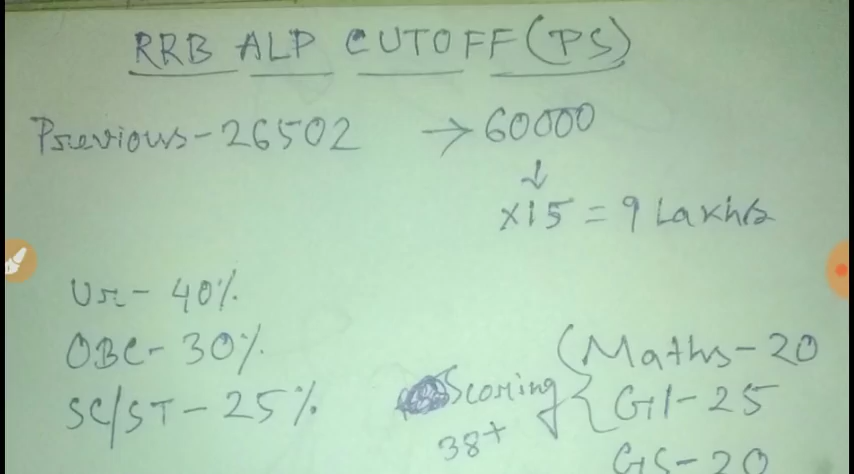 RRB ALP CUTOFF (PS)
Previous - 26502 → 60000
↓
×15 = 9 Lakhs
Ur - 40%
OBC - 30%
SC/ST - 25%
Scoring 38+
{ Maths - 20
GI - 25
GS - 20